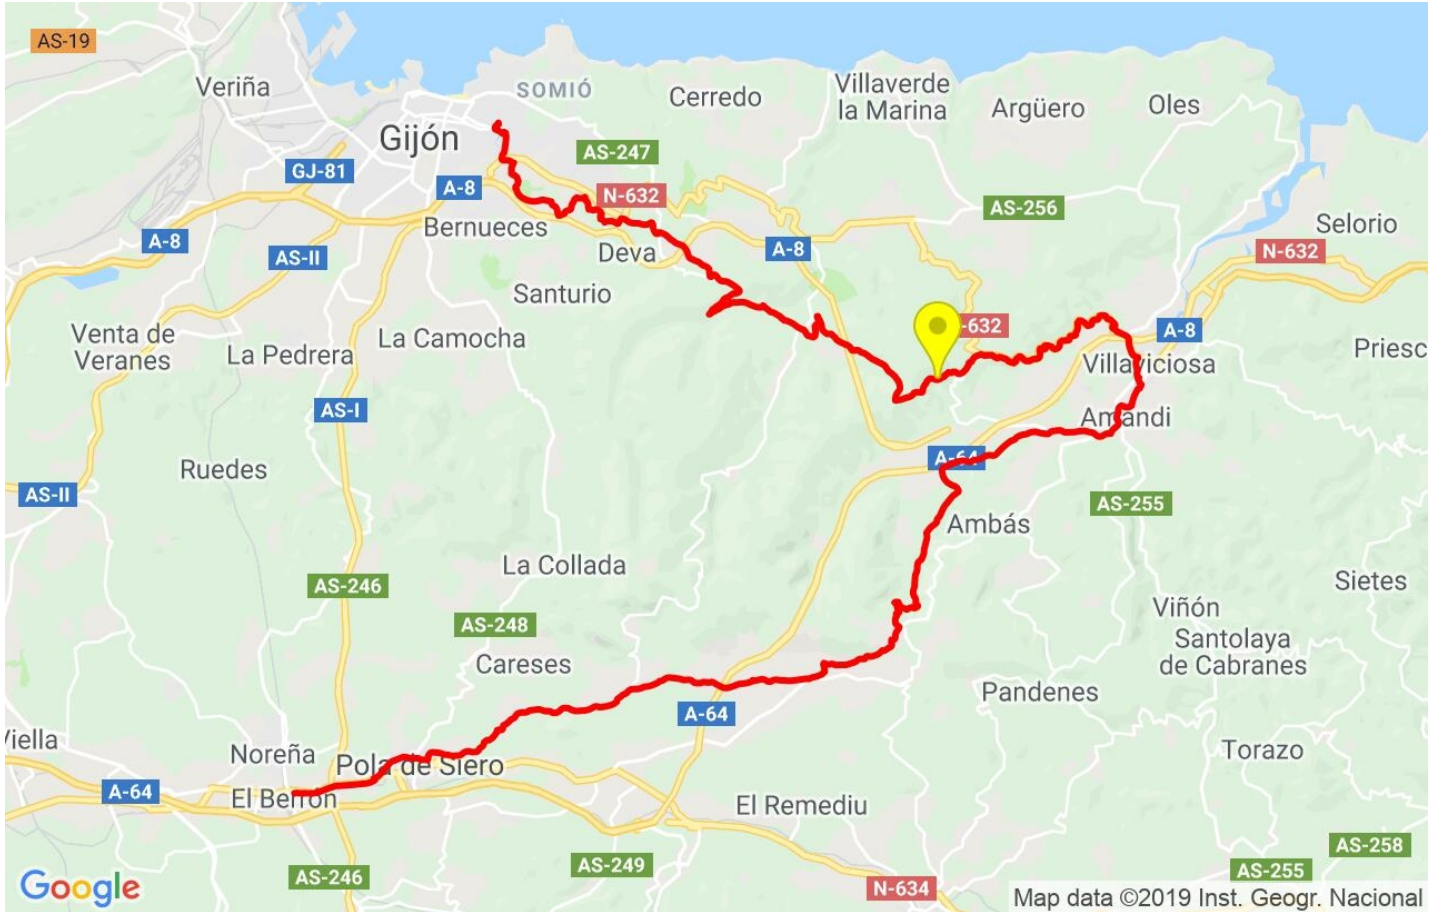 AS-19
Veriña
SOMIÓ
Cerredo
Villaverde
la Marina
Argüero
Oles
Gijón
AS-247
GJ-81
A-8
N-632
AS-256
Selorio
Bernueces
A-8
AS-II
Deva
A-8
N-632
Santurio
Venta de
Veranes
La Pedrera
La Camocha
-632
A-8
Villaviciosa
Priesc
AS-I
Amandi
Ruedes
A-64
AS-II
AS-255
Ambás
La Collada
AS-246
Sietes
Viñón
AS-248
Santolaya
de Cabranes
Careses
Pandenes
A-64
Viella
Noreña
Torazo
Pola de Siero
A-64
El Berrón
El Remediu
AS-258
AS-246
AS-249
AS-255
N-634
Google
Map data ©2019 Inst. Geogr. Nacional